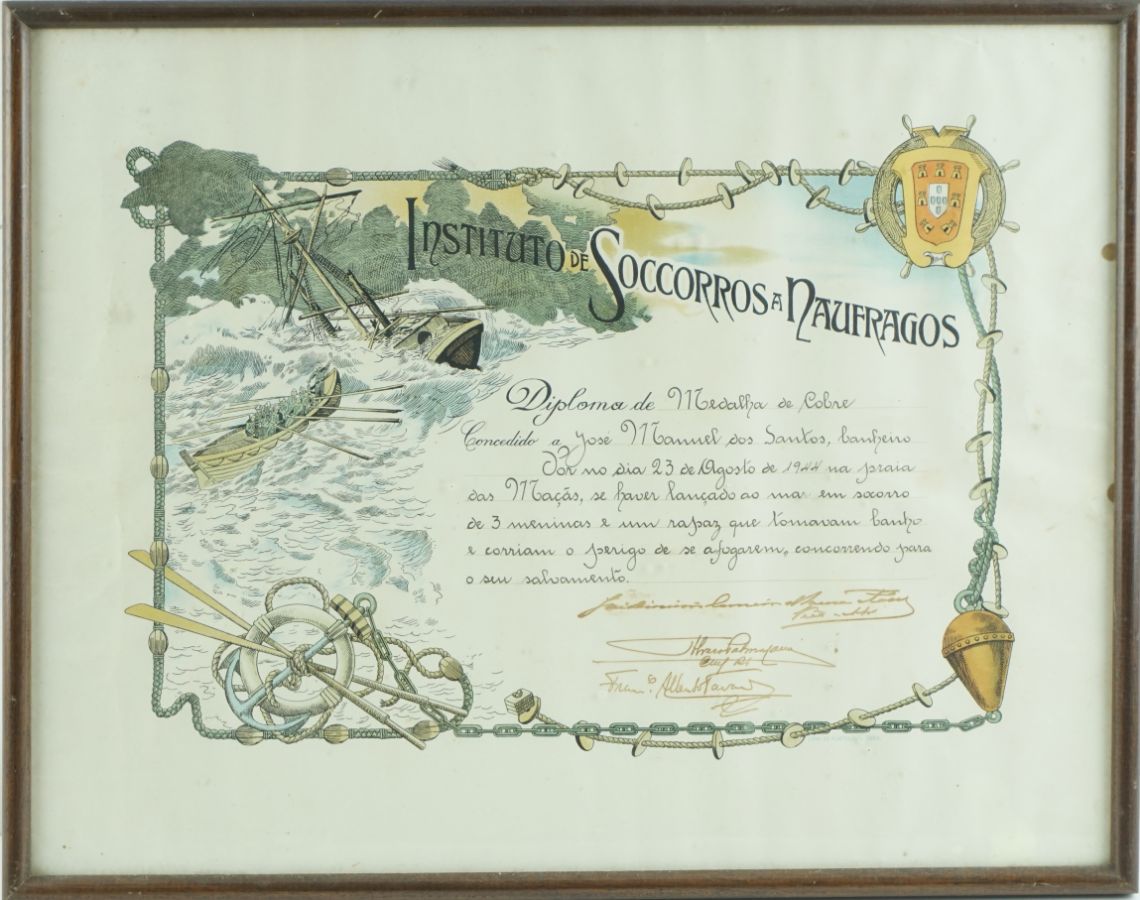 INSTITUTO DE SOCCORROS A NAUFRAGOS
Diploma de Medalha de Cobre
Concedido a José Manuel dos Santos, banheiro
Por no dia 23 de Agosto de 1944 na praia
das Maçãs, se haver lançado ao mar em socorro
de 3 meninas e um rapaz que tomavam banho
e corriam o perigo de se afogarem, concorrendo para
o seu salvamento.
Alberto